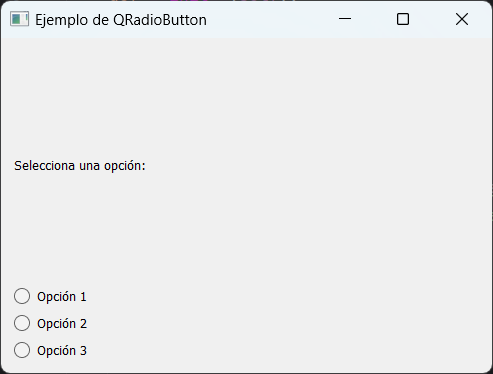 Ejemplo de QRadioButton
Selecciona una opción:
Opción 1
Opción 2
Opción 3